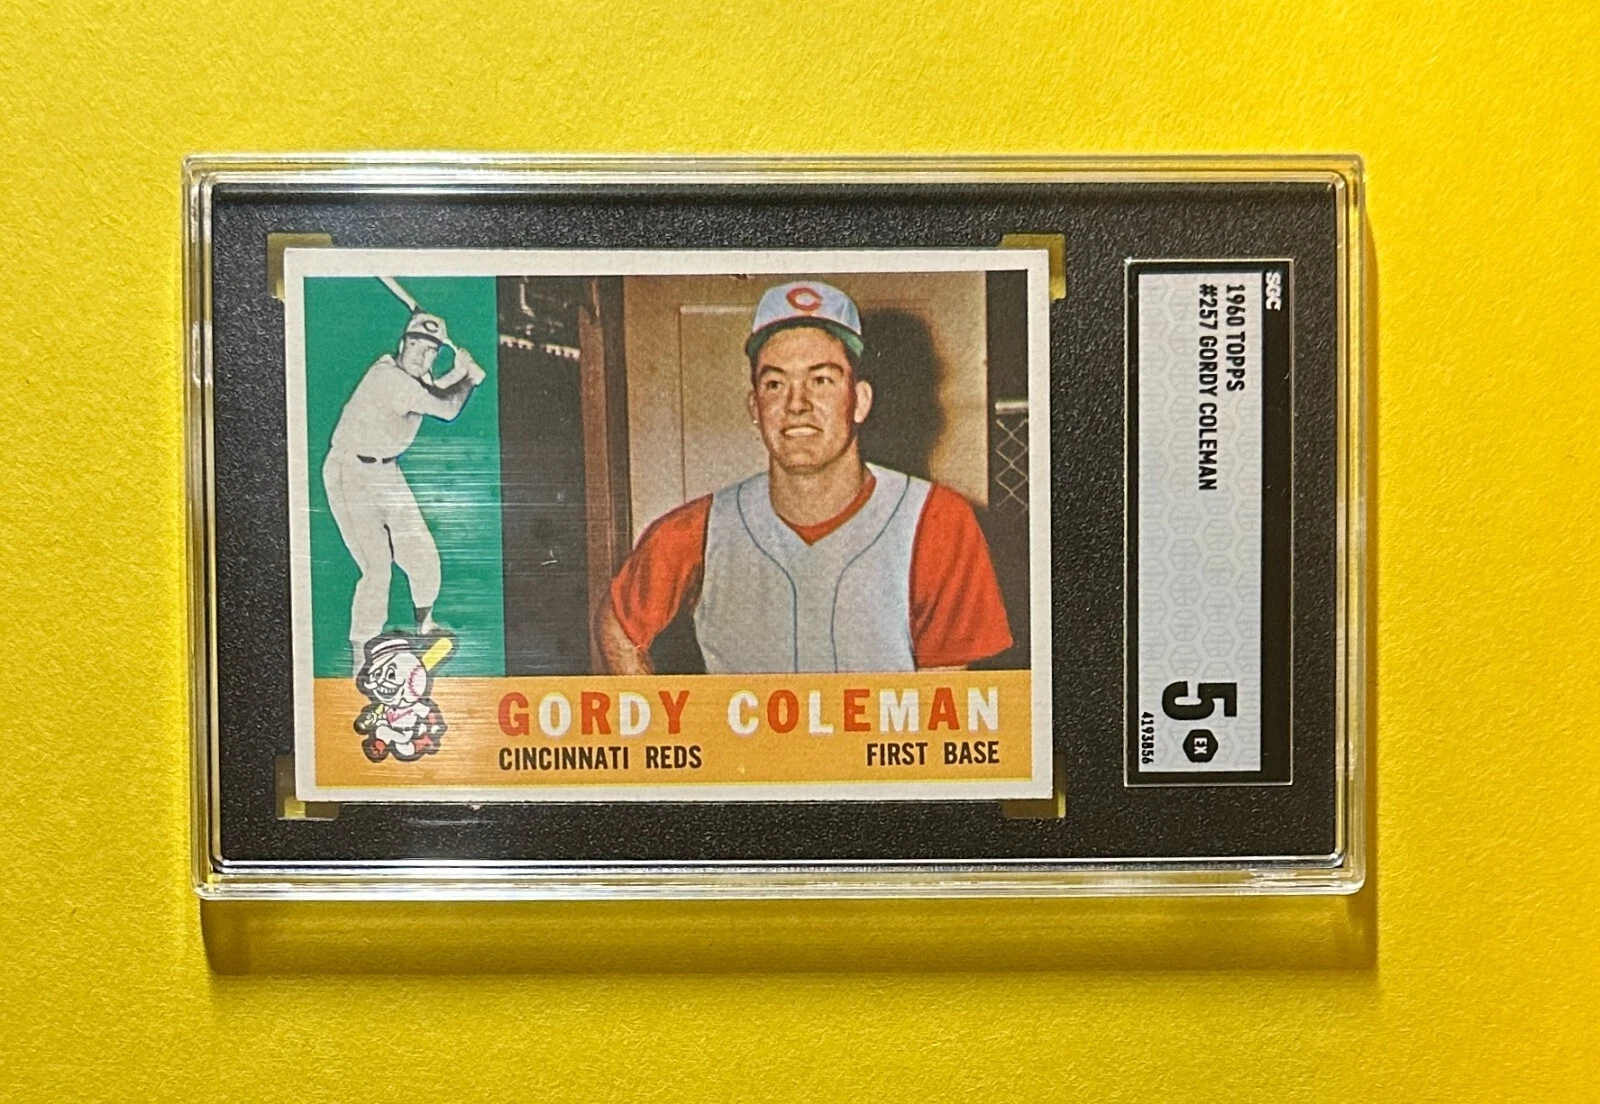 C
C
GORDY COLEMAN
CINCINNATI REDS
FIRST BASE
SGC
1960 TOPPS
#257 GORDY COLEMAN
5
EX
4193856